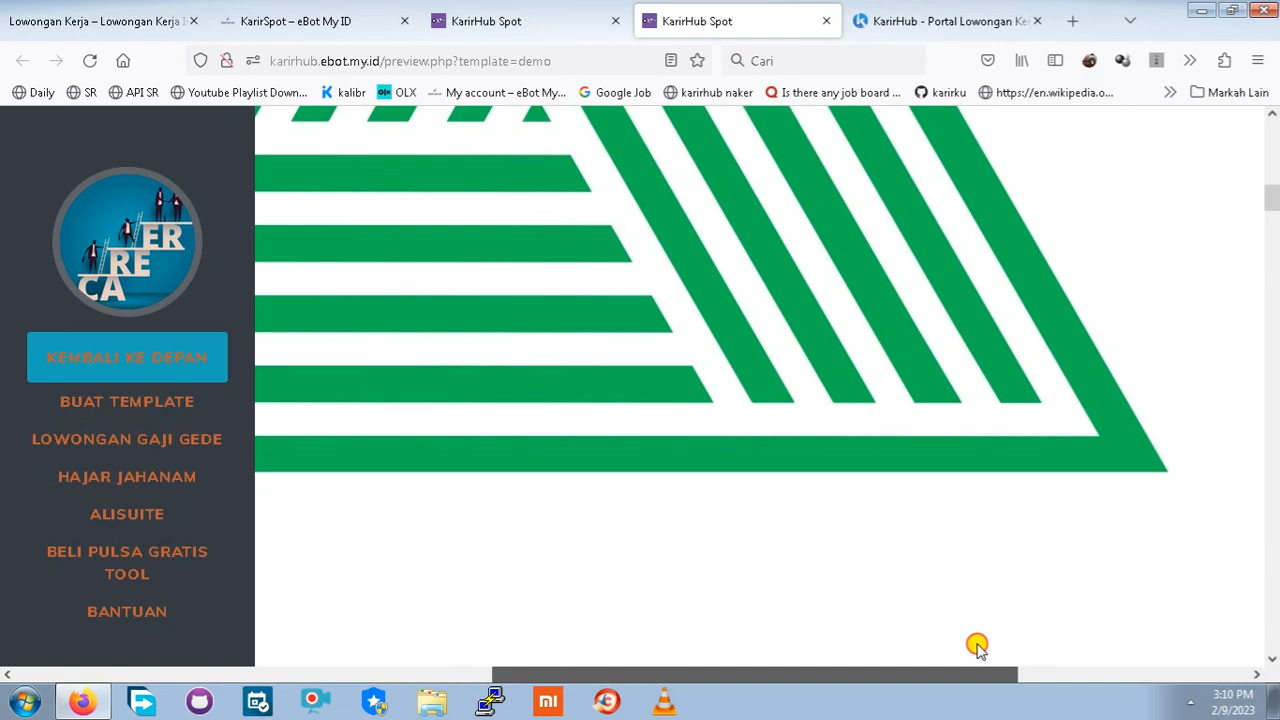 Lowongan Kerja – Lowongan Kerja I
KarirSpot – eBot My ID
KarirHub Spot
KarirHub Spot
KarirHub - Portal Lowongan Ke
karirhub.ebot.my.id/preview.php?template=demo
Cari
Daily
SR
API SR
Youtube Playlist Down...
kalibr
OLX
My account – eBot My...
Google Job
karirhub naker
Is there any job board ...
karirku
https://en.wikipedia.o...
Markah Lain
CA
RE
ER
KEMBALI KE DEPAN
BUAT TEMPLATE
LOWONGAN GAJI GEDE
HAJAR JAHANAM
ALISUITE
BELI PULSA GRATIS
TOOL
BANTUAN
3:10 PM
2/9/2023